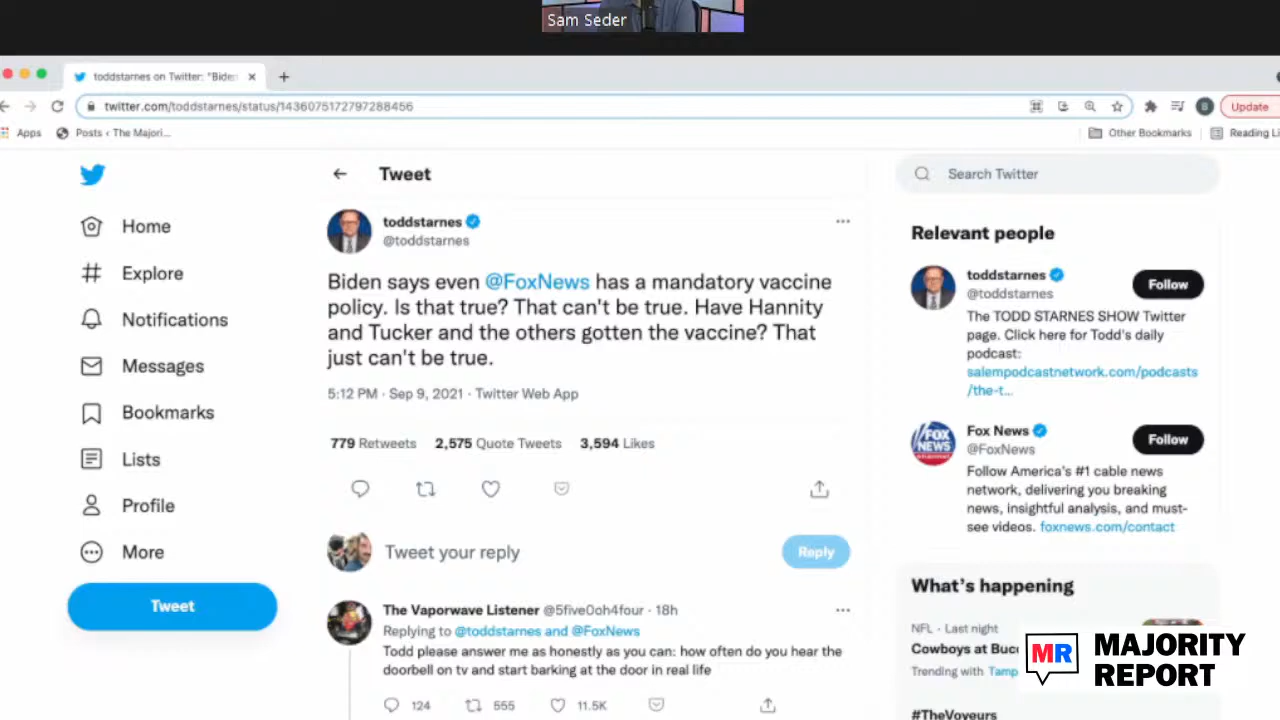 Sam Seder
toddstarnes on Twitter: "Biden
twitter.com/toddstarnes/status/1436075172797288456
Update
Apps
Posts ‹ The Majori...
Other Bookmarks
Reading Li
Tweet
Search Twitter
Home
Explore
Notifications
Messages
Bookmarks
Lists
Profile
More
Tweet
toddstarnes
@toddstarnes
Biden says even @FoxNews has a mandatory vaccine
policy. Is that true? That can't be true. Have Hannity
and Tucker and the others gotten the vaccine? That
just can't be true.
5:12 PM · Sep 9, 2021 · Twitter Web App
779 Retweets 2,575 Quote Tweets 3,594 Likes
Tweet your reply
Reply
The Vaporwave Listener @5five0oh4four · 18h
Replying to @toddstarnes and @FoxNews
Todd please answer me as honestly as you can: how often do you hear the
doorbell on tv and start barking at the door in real life
124 555 11.5K
Relevant people
toddstarnes
@toddstarnes
Follow
The TODD STARNES SHOW Twitter
page. Click here for Todd's daily
podcast:
salempodcastnetwork.com/podcasts
/the-t...
FOX
NEWS
Fox News
@FoxNews
Follow
Follow America's #1 cable news
network, delivering you breaking
news, insightful analysis, and must-
see videos. foxnews.com/contact
What's happening
NFL · Last night
Cowboys at Bucc
Trending with Tamp
#TheVoyeurs
MR
MAJORITY
REPORT